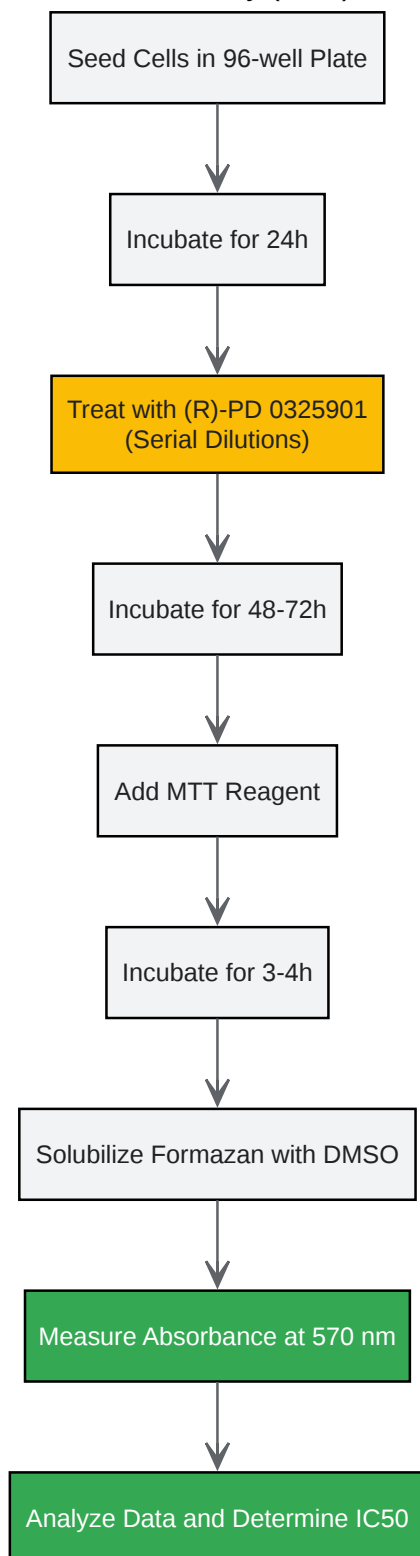 Seed Cells in 96-well Plate
Incubate for 24h
Treat with (R)-PD 0325901
(Serial Dilutions)
Incubate for 48-72h
Add MTT Reagent
Incubate for 3-4h
Solubilize Formazan with DMSO
Measure Absorbance at 570 nm
Analyze Data and Determine IC50